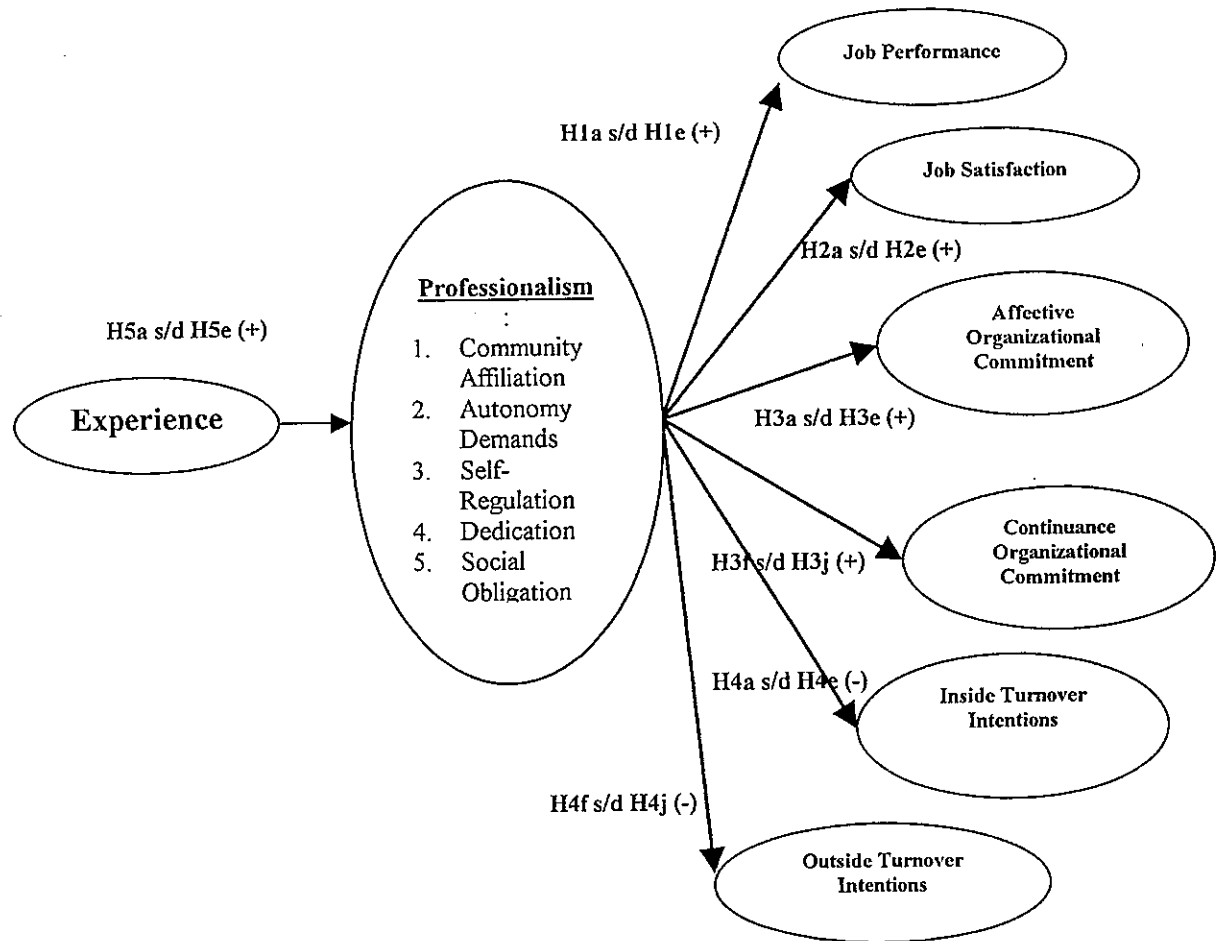 Job Performance
H1a s/d H1e (+)
Job Satisfaction
H2a s/d H2e (+)
Professionalism
:
1. Community
Affiliation
2. Autonomy
Demands
3. Self-
Regulation
4. Dedication
5. Social
Obligation
H5a s/d H5e (+)
Experience
Affective
Organizational
Commitment
H3a s/d H3e (+)
Continuance
Organizational
Commitment
H3f s/d H3j (+)
H4a s/d H4e (-)
Inside Turnover
Intentions
H4f s/d H4j (-)
Outside Turnover
Intentions